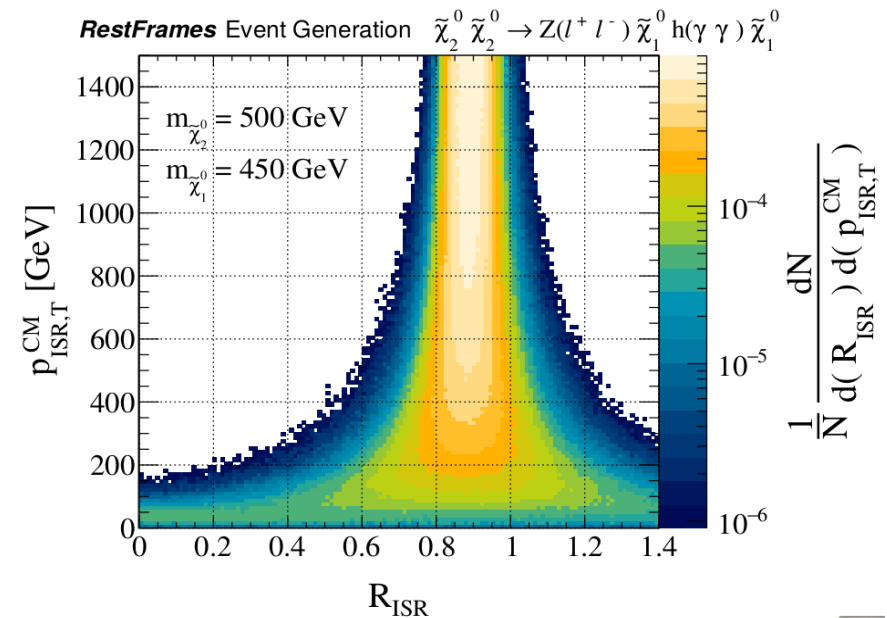 RestFrames Event Generation χ̃₂⁰ χ̃₂⁰ → Z(l⁺ l⁻) χ̃₁⁰ h(γ γ) χ̃₁⁰
m_χ̃₂⁰ = 500 GeV
m_χ̃₁⁰ = 450 GeV
p^CM_ISR,T [GeV]
1400
1200
1000
800
600
400
200
0
0 0.2 0.4 0.6 0.8 1 1.2 1.4
R_ISR
10⁻⁴
10⁻⁵
10⁻⁶
1/N dN / d( R_ISR ) d( p^CM_ISR,T )